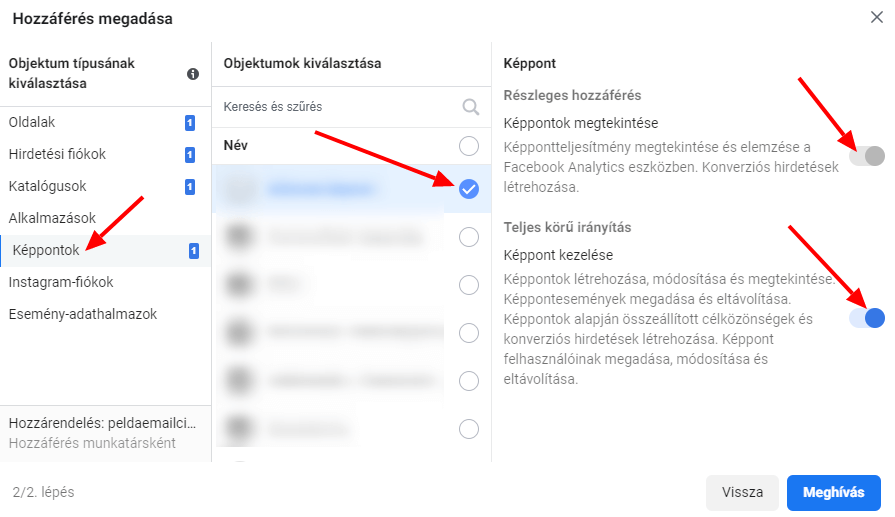 Hozzáférés megadása
Objektum típusának
kiválasztása
Oldalak 1
Hirdetési fiókok 1
Katalógusok 1
Alkalmazások
Képpontok 1
Instagram-fiókok
Esemény-adathalmazok
Hozzárendelés: peldaemailci...
Hozzáférés munkatársként
Objektumok kiválasztása
Keresés és szűrés
Név
Képpont
Részleges hozzáférés
Képpontok megtekintése
Képpontteljesítmény megtekintése és elemzése a
Facebook Analytics eszközben. Konverziós hirdetések
létrehozása.
Teljes körű irányítás
Képpont kezelése
Képpontok létrehozása, módosítása és megtekintése.
Képpontesemények megadása és eltávolítása.
Képpontok alapján összeállított célközönségek és
konverziós hirdetések létrehozása. Képpont
felhasználóinak megadása, módosítása és
eltávolítása.
2/2. lépés
Vissza
Meghívás